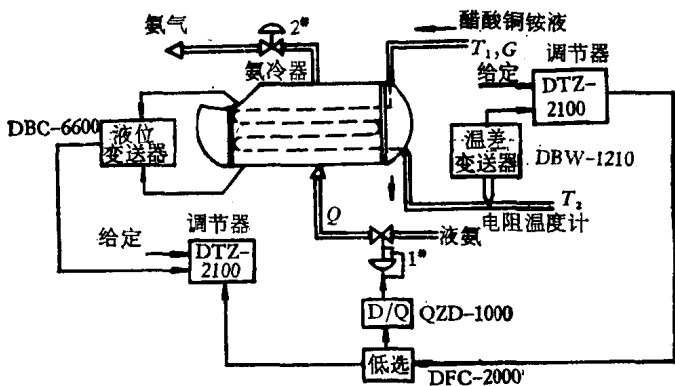 氨气
2*
醋酸铜铵液
T₁,G
调节器
给定
DTZ-
2100
氨冷器
DBC-6600
液位
变送器
温差
变送器
DBW-1210
T₂
电阻温度计
Q
液氨
1*
给定
调节器
DTZ-
2100
D/Q
QZD-1000
低选
DFC-2000